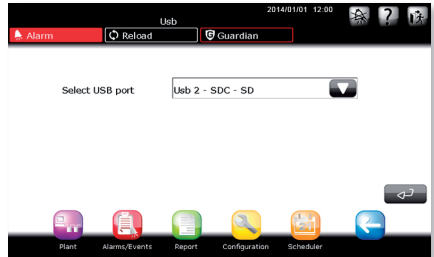 2014/01/01 12:00
Usb
Alarm Reload Guardian
Select USB port Usb 2 - SDC - SD
Plant Alarms/Events Report Configuration Scheduler